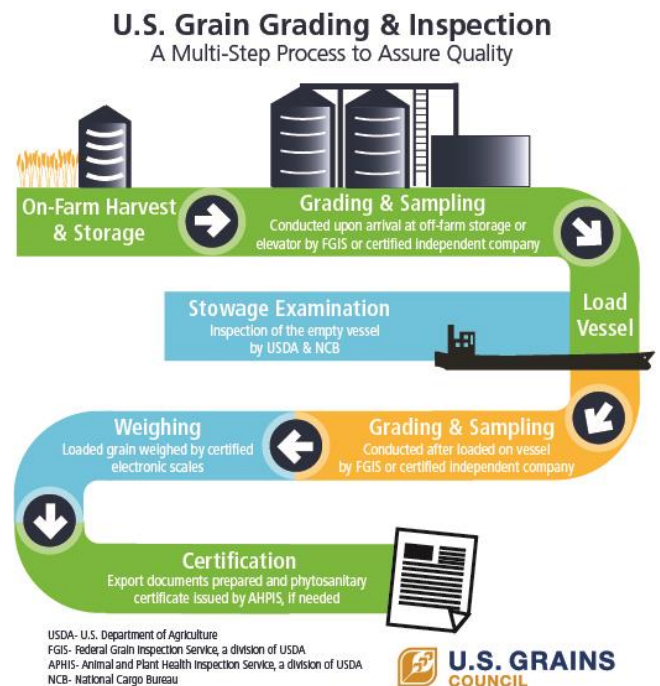 U.S. Grain Grading & Inspection
A Multi-Step Process to Assure Quality
On-Farm Harvest
& Storage
Grading & Sampling
Conducted upon arrival at off-farm storage or
elevator by FGIS or certified independent company
Load
Vessel
Stowage Examination
Inspection of the empty vessel
by USDA & NCB
Grading & Sampling
Conducted after loaded on vessel
by FGIS or certified independent company
Weighing
Loaded grain weighed by certified
electronic scales
Certification
Export documents prepared and phytosanitary
certificate issued by AHPIS, if needed
USDA- U.S. Department of Agriculture
FGIS- Federal Grain Inspection Service, a division of USDA
APHIS- Animal and Plant Health Inspection Service, a division of USDA
NCB- National Cargo Bureau
U.S. GRAINS
COUNCIL